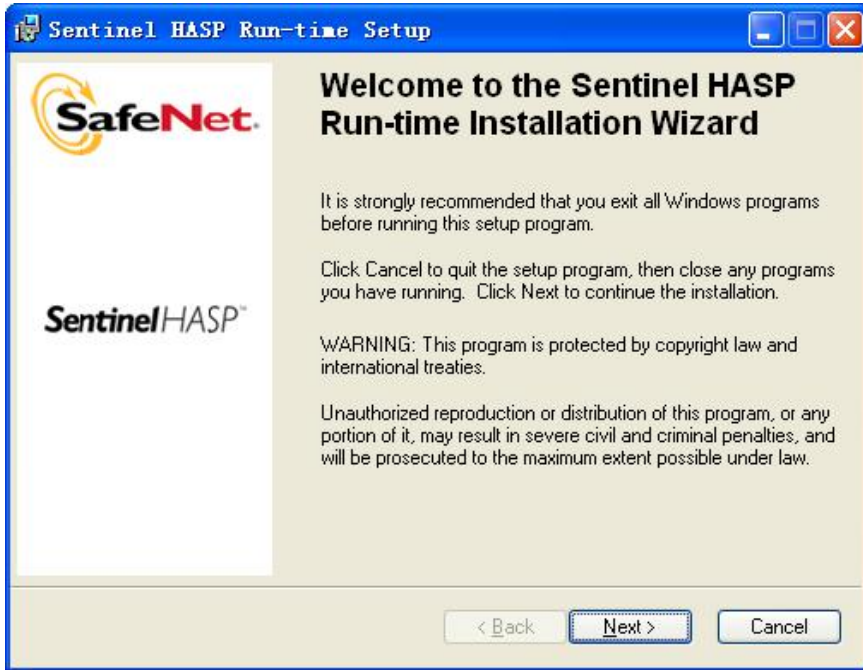 Sentinel HASP Run-time Setup
SafeNet.
Sentinel HASP™
Welcome to the Sentinel HASP
Run-time Installation Wizard
It is strongly recommended that you exit all Windows programs
before running this setup program.
Click Cancel to quit the setup program, then close any programs
you have running. Click Next to continue the installation.
WARNING: This program is protected by copyright law and
international treaties.
Unauthorized reproduction or distribution of this program, or any
portion of it, may result in severe civil and criminal penalties, and
will be prosecuted to the maximum extent possible under law.
< Back
Next >
Cancel